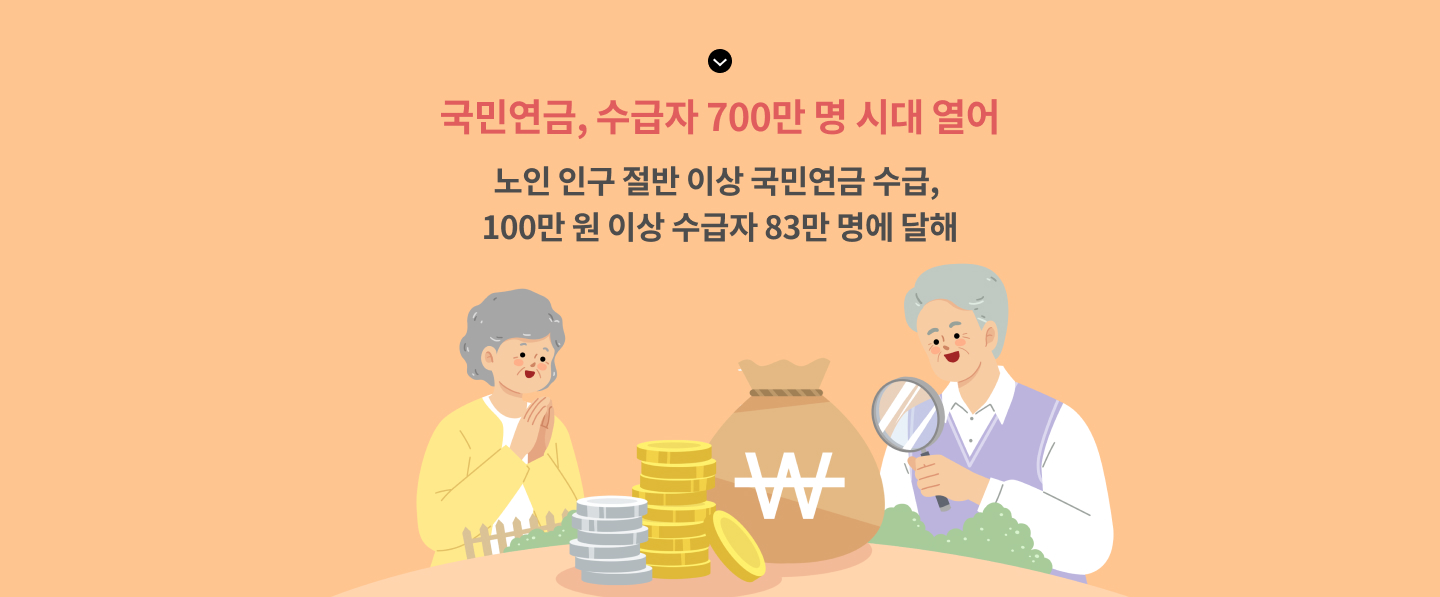 국민연금, 수급자 700만 명 시대 열어
노인 인구 절반 이상 국민연금 수급,
100만 원 이상 수급자 83만 명에 달해
₩